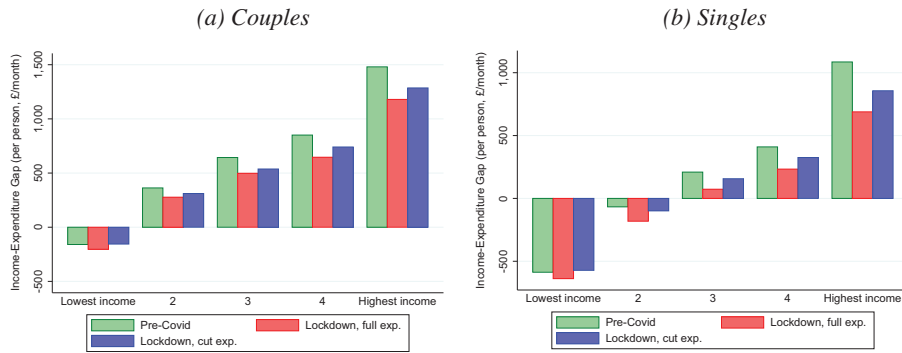 (a) Couples
Income-Expenditure Gap (per person, £/month)
1,500
1,000
500
0
-500
Lowest income 2 3 4 Highest income
Pre-Covid Lockdown, full exp.
Lockdown, cut exp.
(b) Singles
Income-Expenditure Gap (per person, £/month)
1,000
500
0
-500
Lowest income 2 3 4 Highest income
Pre-Covid Lockdown, full exp.
Lockdown, cut exp.